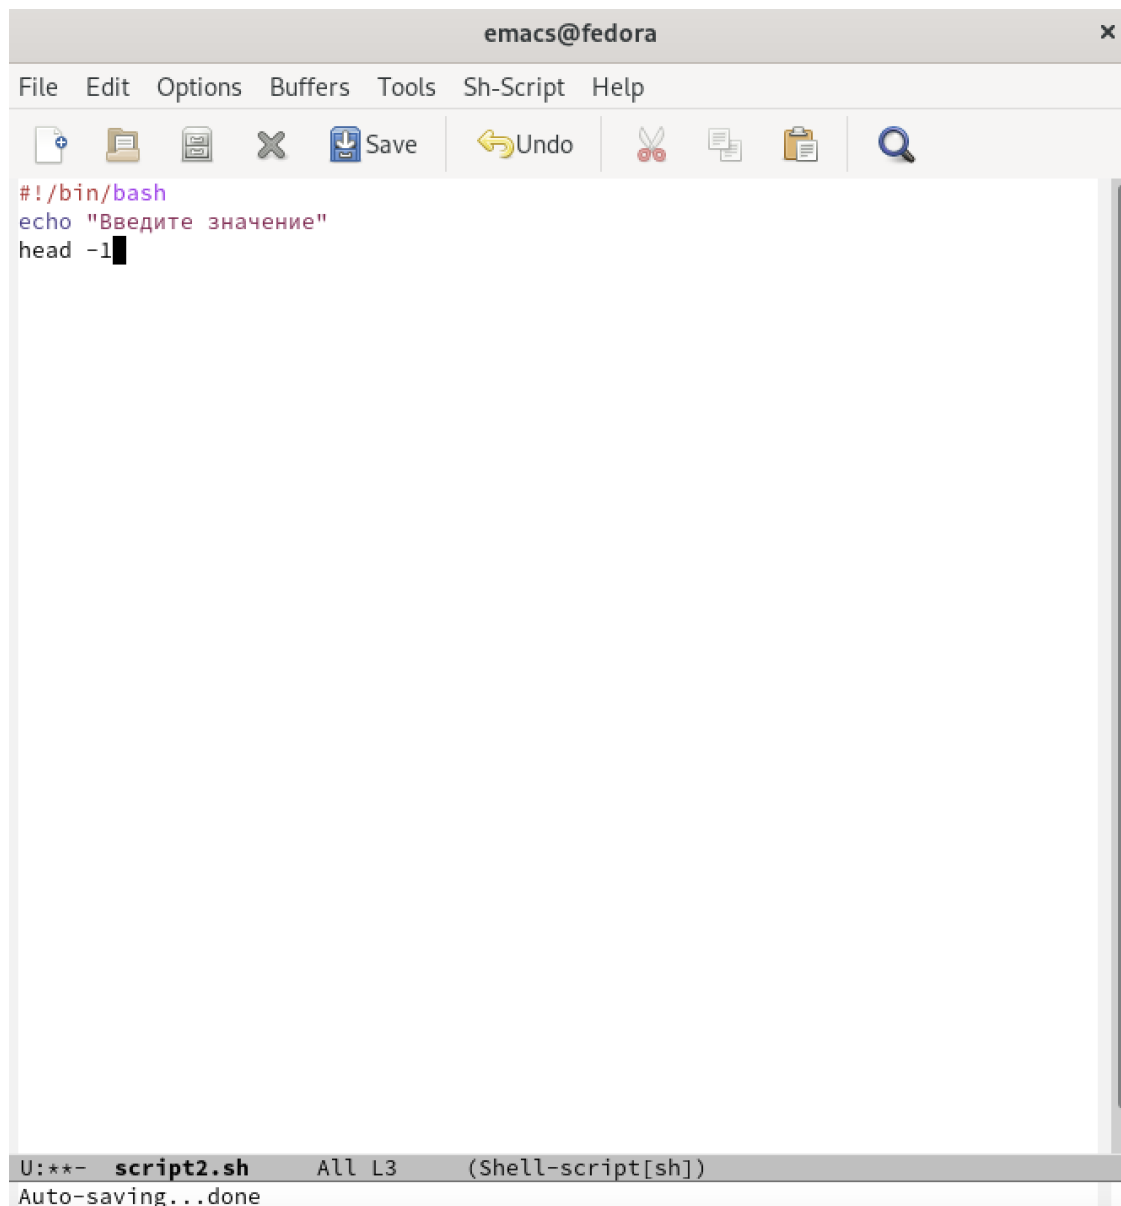 emacs@fedora ×
File Edit Options Buffers Tools Sh-Script Help
Save Undo
#!/bin/bash
echo "Введите значение"
head -1
U:**- script2.sh All L3 (Shell-script[sh])
Auto-saving...done